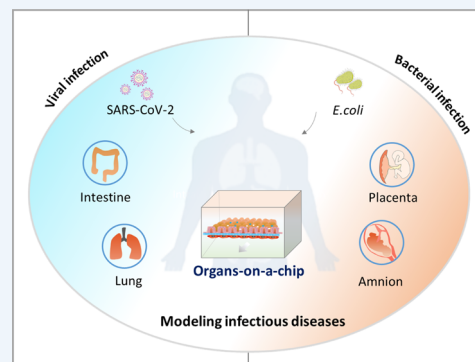 Viral infection
Bacterial infection
SARS-CoV-2
E.coli
Intestine
Placenta
Lung
Organs-on-a-chip
Amnion
Modeling infectious diseases